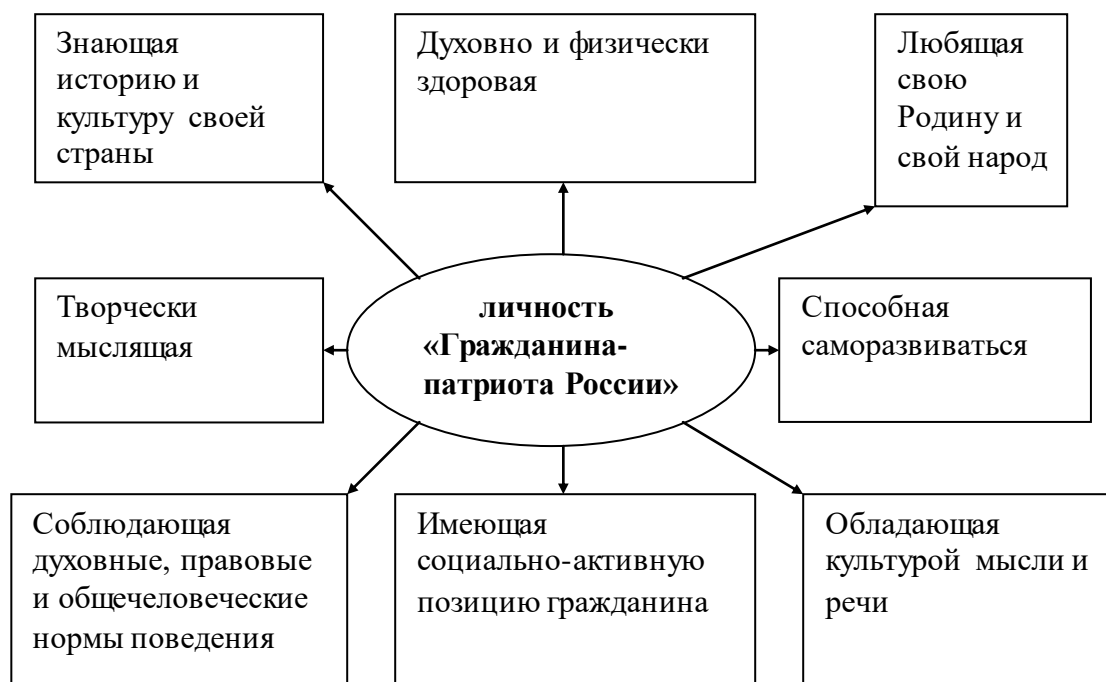 Знающая
историю и
культуру своей
страны
Духовно и физически
здоровая
Любящая
свою
Родину и
свой народ
Творчески
мыслящая
личность
«Гражданина-
патриота России»
Способная
саморазвиваться
Соблюдающая
духовные, правовые
и общечеловеческие
нормы поведения
Имеющая
социально-активную
позицию гражданина
Обладающая
культурой мысли и
речи